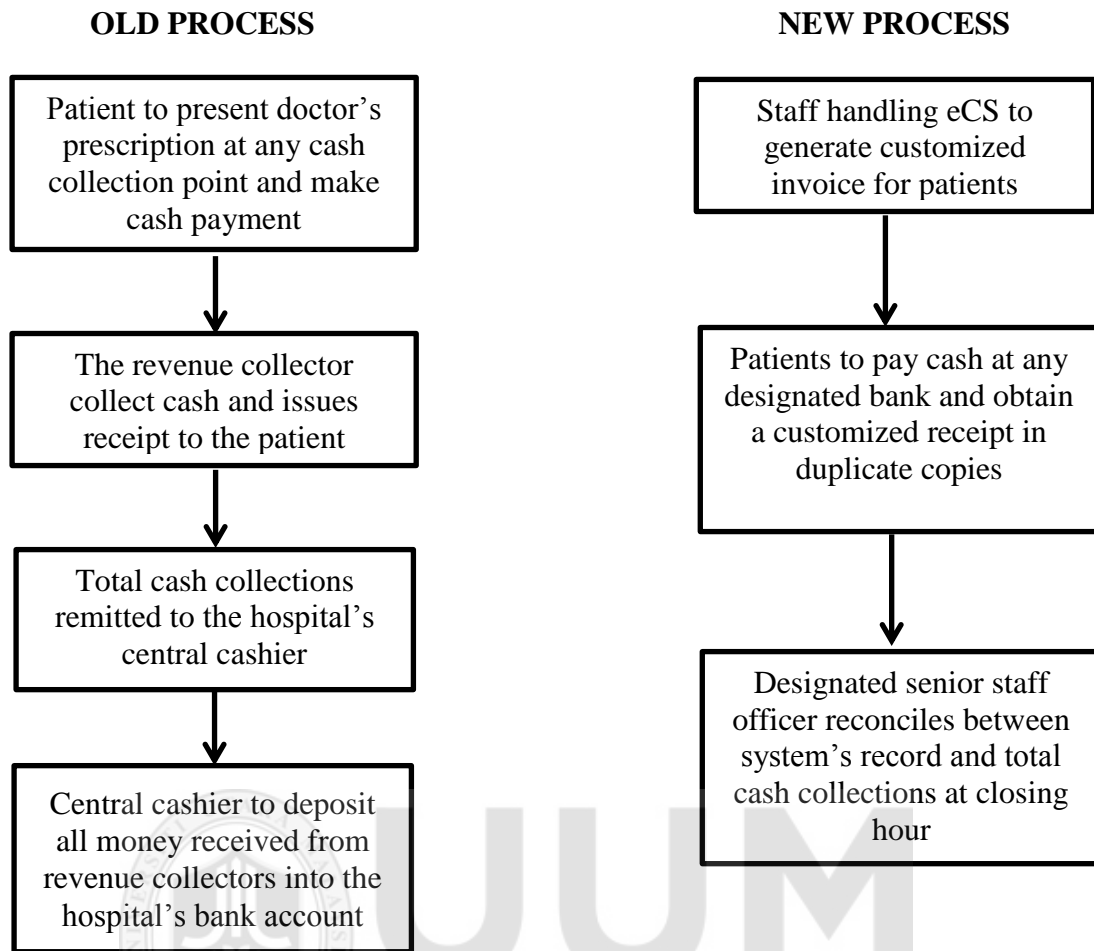 OLD PROCESS
Patient to present doctor's
prescription at any cash
collection point and make
cash payment
The revenue collector
collect cash and issues
receipt to the patient
Total cash collections
remitted to the hospital's
central cashier
Central cashier to deposit
all money received from
revenue collectors into the
hospital's bank account
NEW PROCESS
Staff handling eCS to
generate customized
invoice for patients
Patients to pay cash at any
designated bank and obtain
a customized receipt in
duplicate copies
Designated senior staff
officer reconciles between
system's record and total
cash collections at closing
hour
UUM